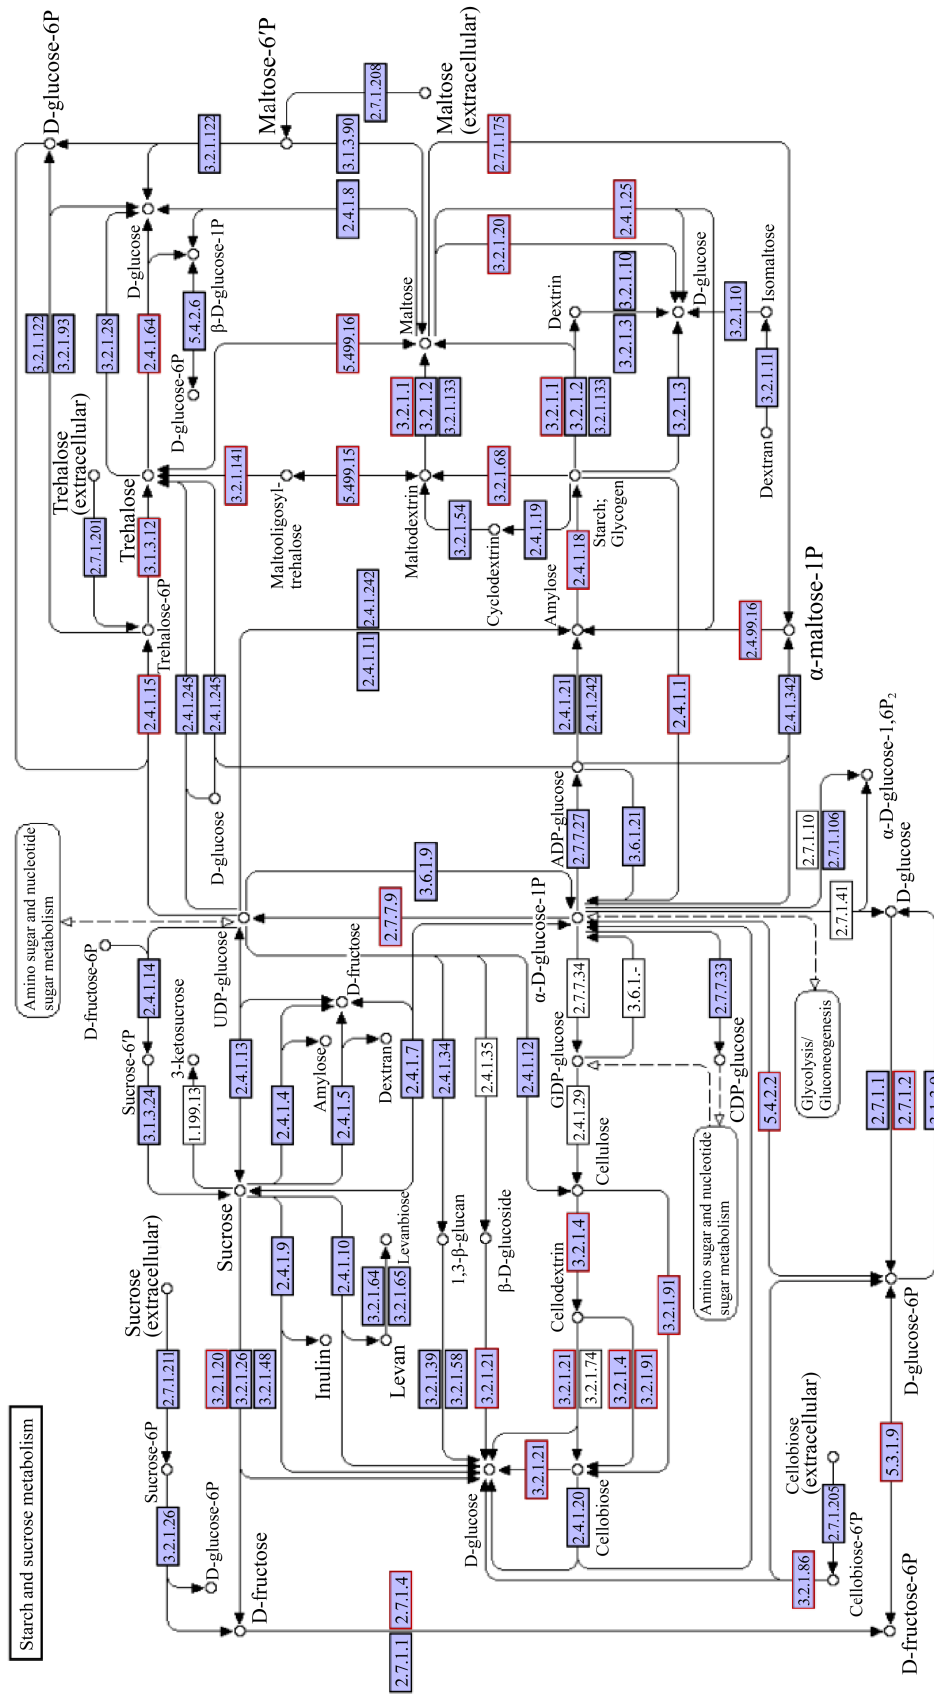 Starch and sucrose metabolism
Amino sugar and nucleotide
sugar metabolism
D-glucose-6P
3.2.1.122
3.2.1.93
Trehalose
(extracellular)
2.7.1.201
D-fructose-6P
Sucrose
(extracellular)
Sucrose-6P
2.7.1.211
3.2.1.26
D-glucose-6P
Sucrose-6'P
3.1.3.24
2.4.1.14
3-ketosucrose
1.1.99.13
2.4.1.15
Trehalose-6P
3.1.3.12
Trehalose
3.2.1.28
2.4.1.64
D-glucose
3.2.1.122
2.4.1.245
2.4.1.245
D-glucose
D-glucose-6P
5.4.2.6
β-D-glucose-1P
D-fructose
3.2.1.20
3.2.1.26
3.2.1.48
Sucrose
2.4.1.13
UDP-glucose
3.2.1.141
Maltooligosyl-
trehalose
Maltose-6'P
2.4.1.9
2.4.1.4
Inulin
Amylose
D-fructose
2.4.1.10
2.4.1.5
Levan
3.2.1.64
3.2.1.65
Levanbiose
Dextran
2.4.1.7
2.7.7.9
3.6.1.9
2.4.1.11
2.4.1.242
5.4.99.15
5.4.99.16
2.4.1.8
3.1.3.90
2.7.1.208
2.7.1.1
2.7.1.4
3.2.1.39
3.2.1.58
1,3-β-glucan
2.4.1.34
Maltodextrin
3.2.1.1
3.2.1.2
3.2.1.133
Maltose
Maltose
(extracellular)
3.2.1.54
Cyclodextrin
3.2.1.68
2.4.1.19
3.2.1.20
2.7.1.175
D-glucose
3.2.1.21
β-D-glucoside
2.4.1.35
2.4.1.12
3.2.1.21
α-D-glucose-1P
ADP-glucose
Amylose
2.4.1.18
Starch;
Glycogen
3.2.1.1
3.2.1.2
3.2.1.133
Dextrin
Cellobiose
2.4.1.20
3.2.1.21
3.2.1.74
Cellodextrin
3.2.1.4
Cellulose
2.4.1.29
GDP-glucose
2.7.7.34
2.7.7.27
2.4.1.21
2.4.1.242
3.2.1.4
3.2.1.91
3.6.1.-
3.6.1.21
3.2.1.3
3.2.1.10
2.4.1.25
3.2.1.91
2.4.1.1
3.2.1.3
D-glucose
Amino sugar and nucleotide
sugar metabolism
CDP-glucose
2.7.7.33
2.4.99.16
3.2.1.10
5.4.2.2
Dextran
3.2.1.11
Isomaltose
2.4.1.342
α-maltose-1P
Cellobiose
(extracellular)
3.2.1.86
2.7.1.205
Cellobiose-6'P
Glycolysis/
Gluconeogenesis
2.7.1.10
2.7.1.106
2.7.1.41
α-D-glucose-1,6P2
D-fructose-6P
5.3.1.9
D-glucose-6P
2.7.1.1
2.7.1.2
D-glucose